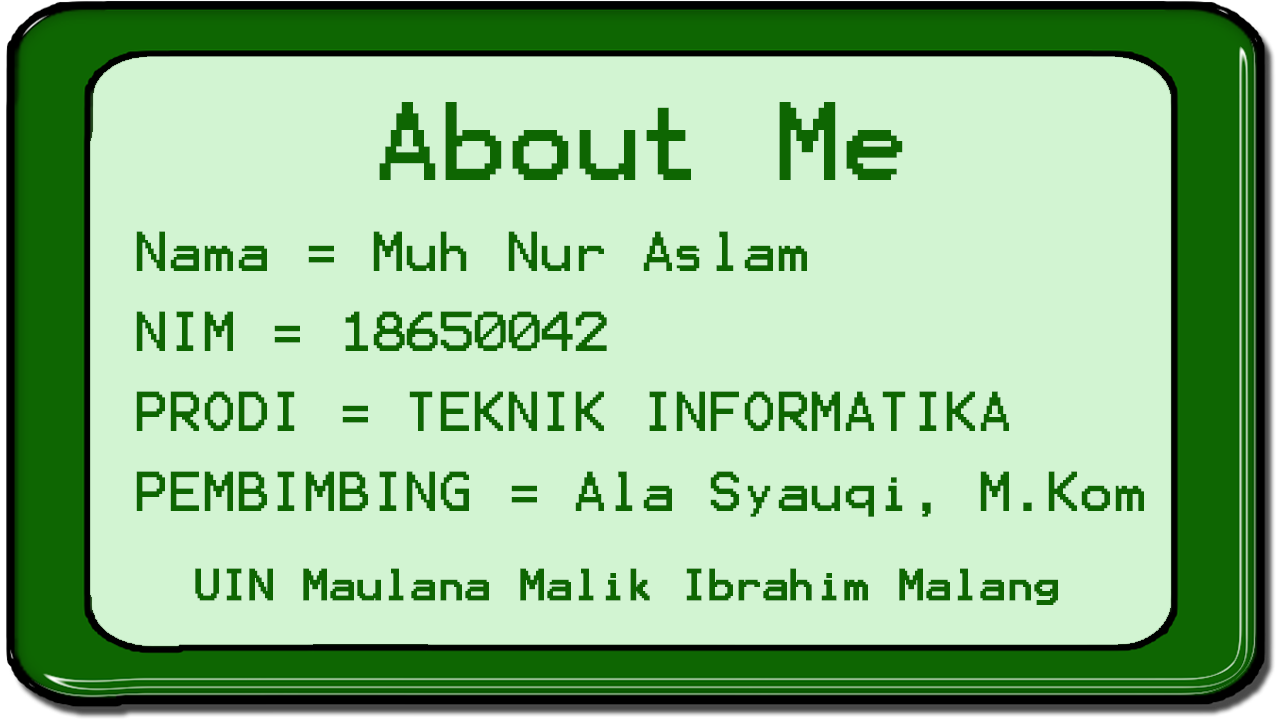 About Me
Nama = Muh Nur Aslam
NIM = 18650042
PRODI = TEKNIK INFORMATIKA
PEMBIMBING = Ala Syauqi, M.Kom
UIN Maulana Malik Ibrahim Malang